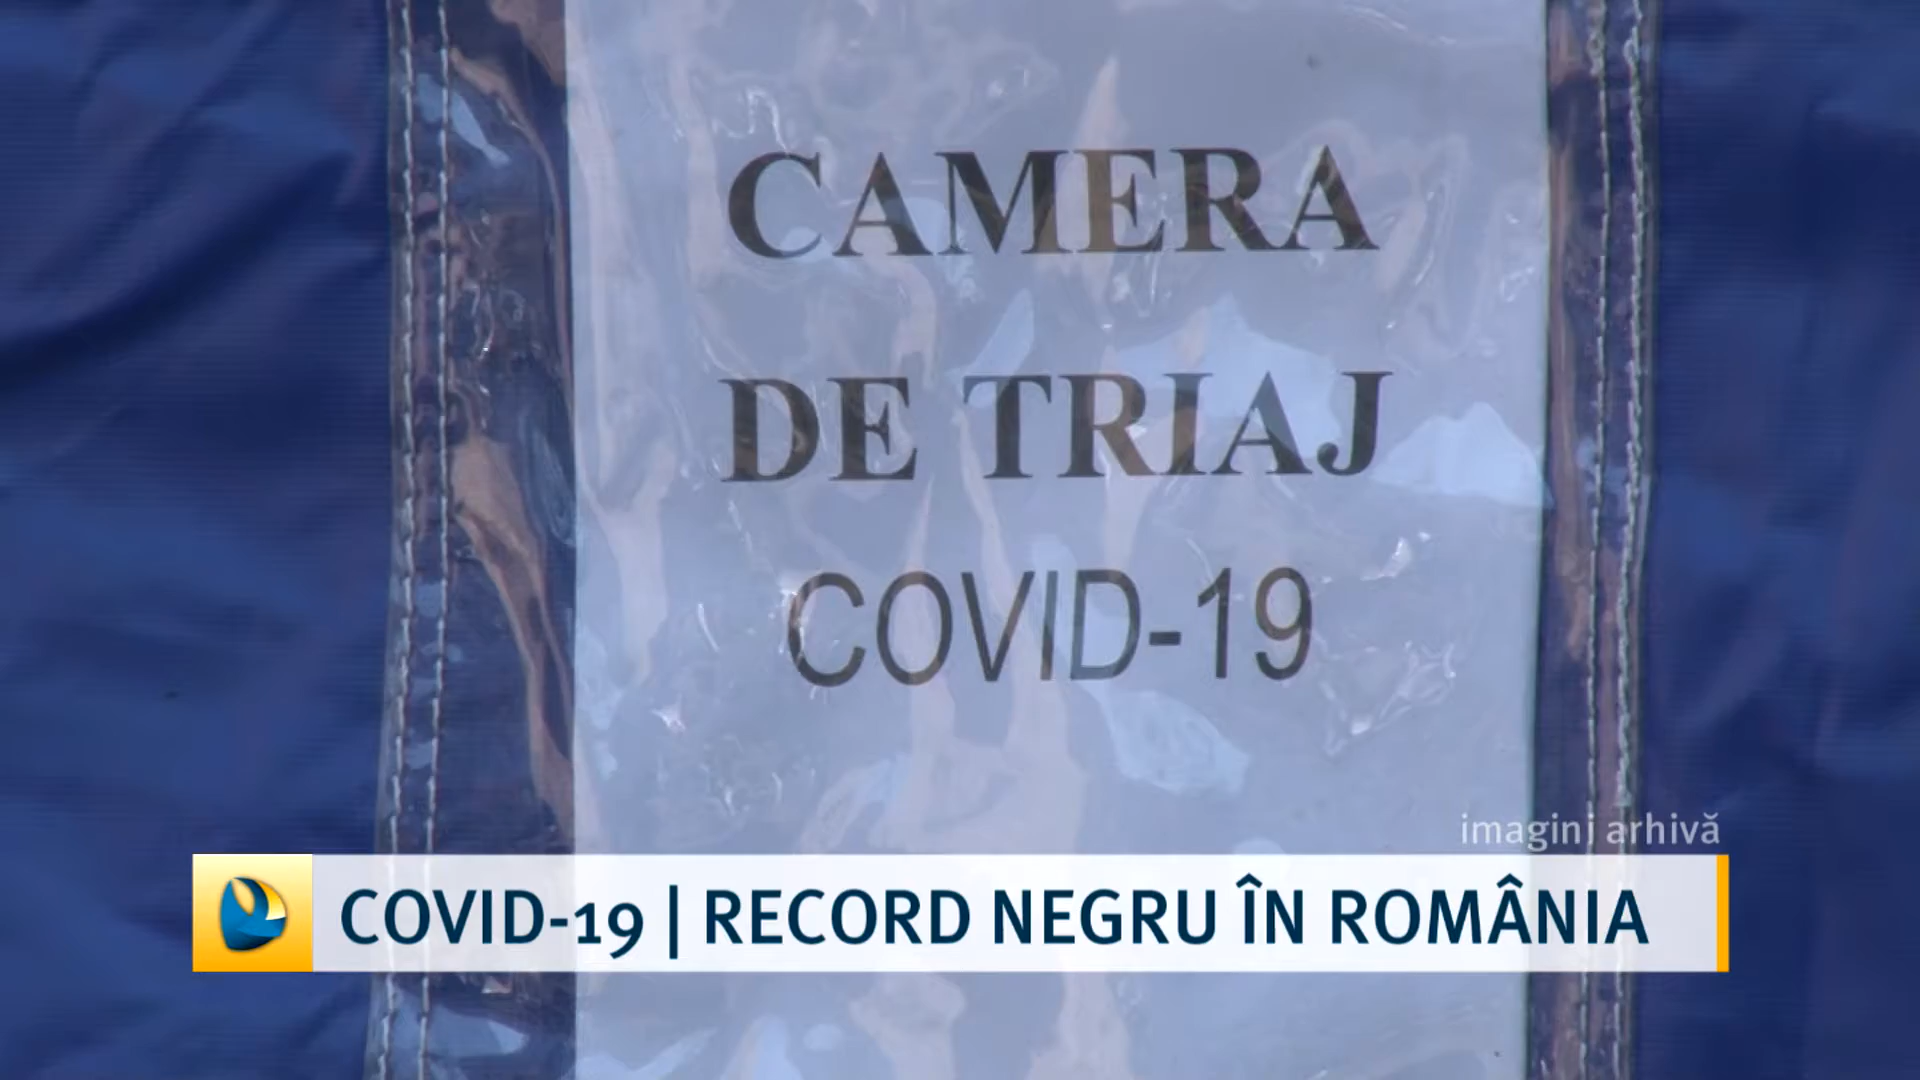 CAMERA
DE TRIAJ
COVID-19
imagini arhivă
COVID-19 | RECORD NEGRU ÎN ROMÂNIA